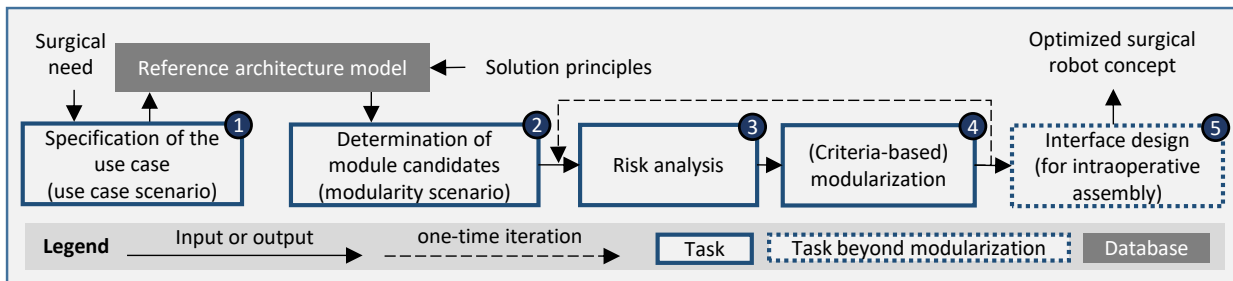 Surgical
need
Reference architecture model
Solution principles
Optimized surgical
robot concept
1
Specification of the
use case
(use case scenario)
2
Determination of
module candidates
(modularity scenario)
3
Risk analysis
4
(Criteria-based)
modularization
5
Interface design
(for intraoperative
assembly)
Legend
Input or output
one-time iteration
Task
Task beyond modularization
Database